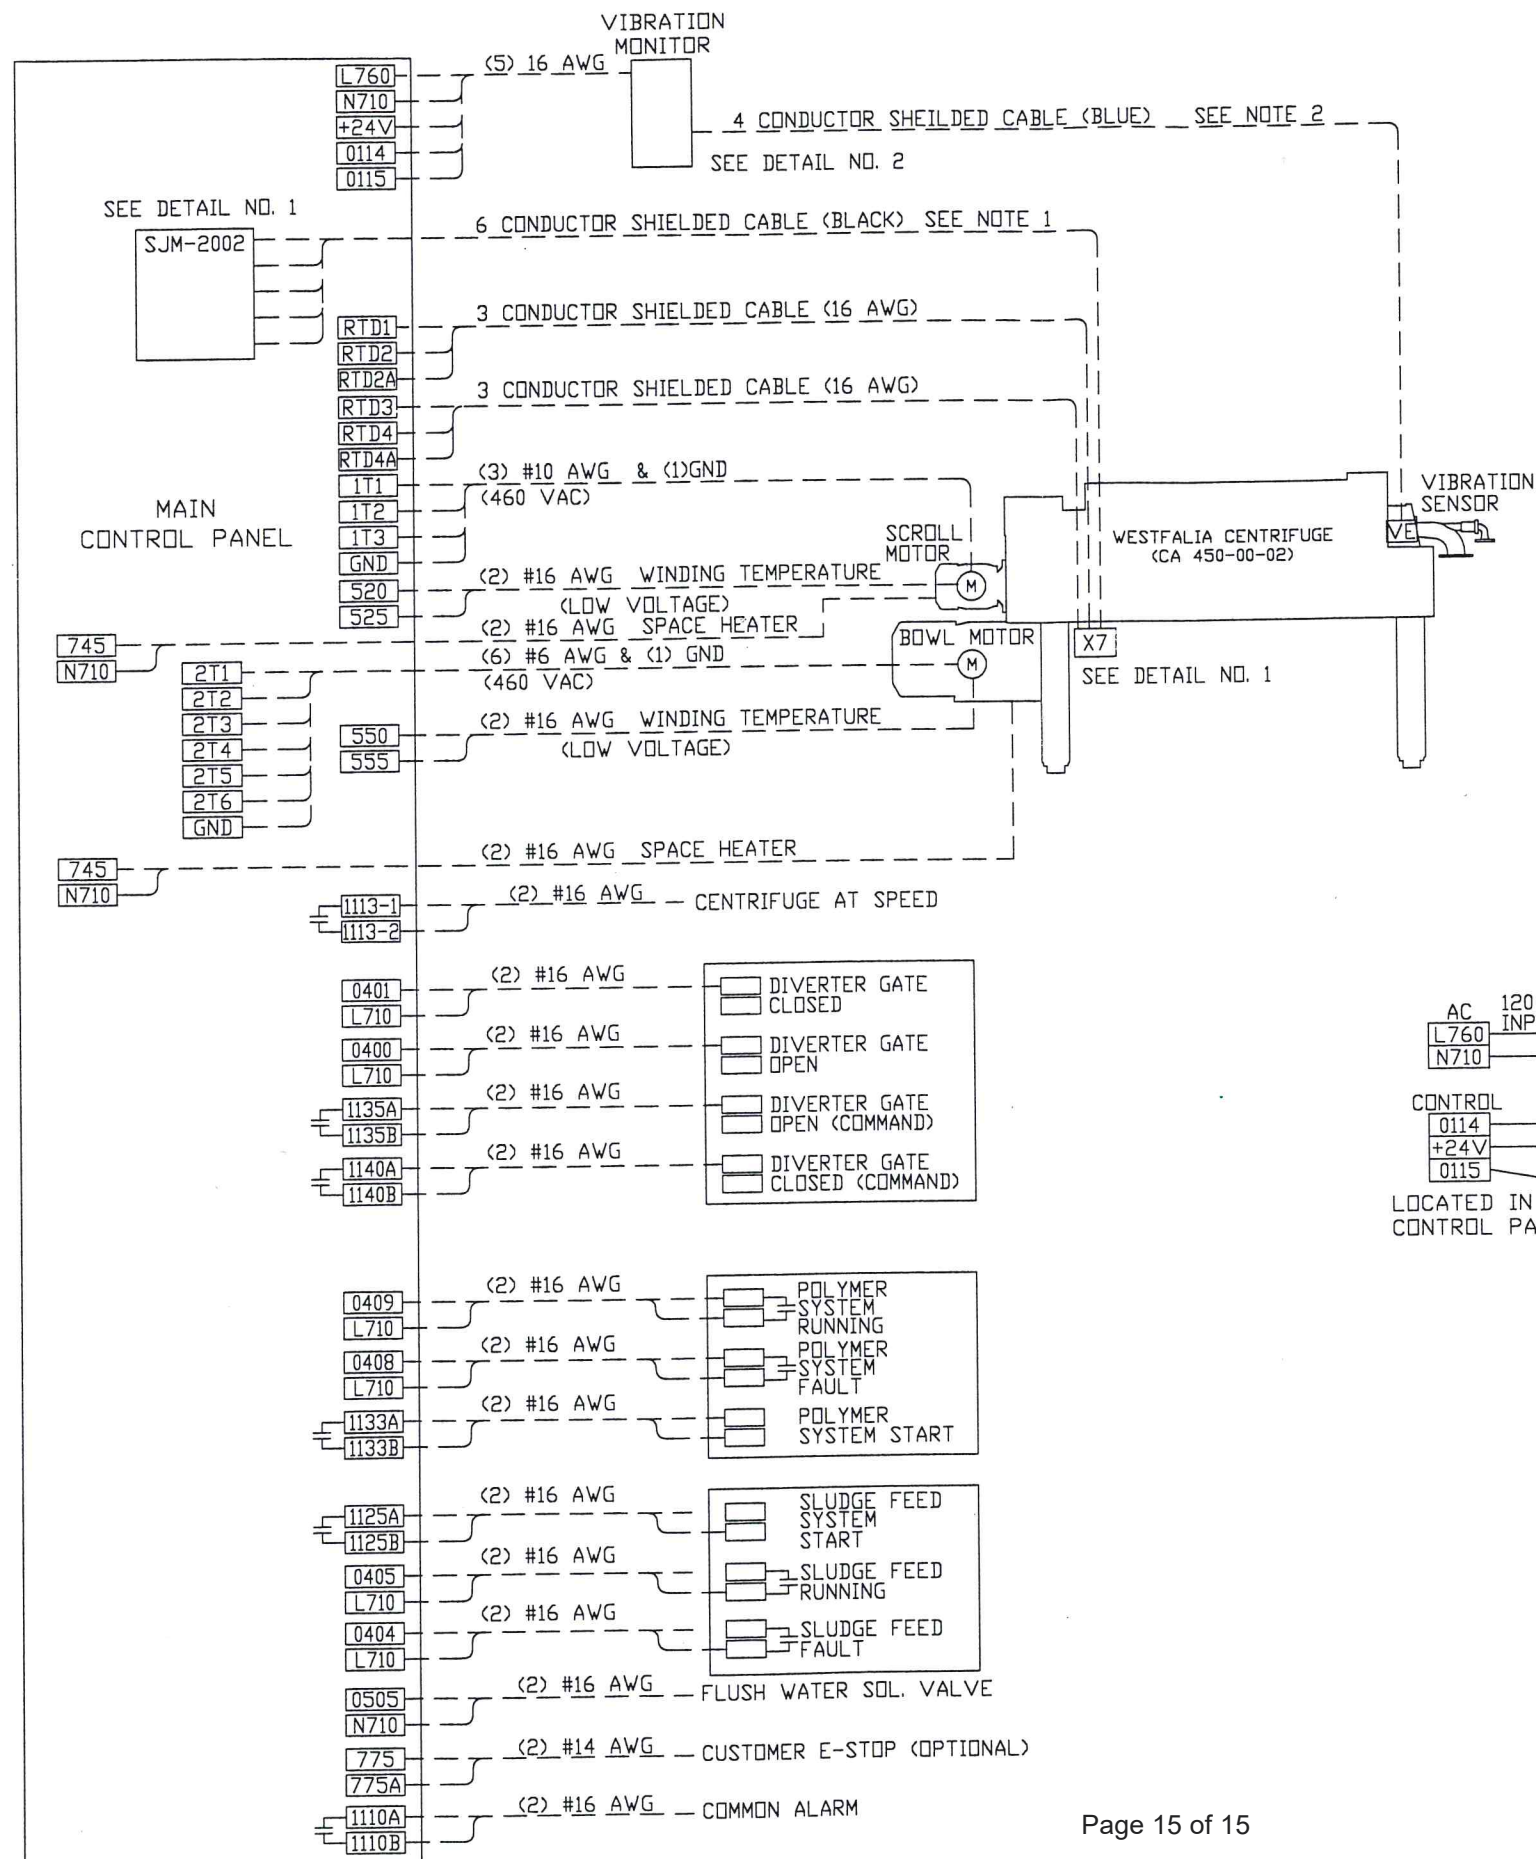 VIBRATION
MONITOR
L760
(5) 16 AWG
N710
+24V
4 CONDUCTOR SHEILDED CABLE (BLUE) SEE NOTE 2
0114
0115
SEE DETAIL NO. 2
SEE DETAIL NO. 1
SJM-2002
6 CONDUCTOR SHIELDED CABLE (BLACK) SEE NOTE 1
3 CONDUCTOR SHIELDED CABLE (16 AWG)
RTD1
RTD2
RTD2A
3 CONDUCTOR SHIELDED CABLE (16 AWG)
RTD3
RTD4
RTD4A
(3) #10 AWG & (1)GND
(460 VAC)
1T1
1T2
1T3
GND
MAIN
CONTROL PANEL
VIBRATION
SENSOR
VE
SCROLL
MOTOR
WESTFALIA CENTRIFUGE
(CA 450-00-02)
M
520
525
(2) #16 AWG WINDING TEMPERATURE
(LOW VOLTAGE)
(2) #16 AWG SPACE HEATER
745
N710
BOWL MOTOR
M
X7
SEE DETAIL NO. 1
(6) #6 AWG & (1) GND
(460 VAC)
2T1
2T2
2T3
2T4
2T5
2T6
GND
(2) #16 AWG WINDING TEMPERATURE
(LOW VOLTAGE)
550
555
(2) #16 AWG SPACE HEATER
745
N710
1113-1
1113-2
(2) #16 AWG
CENTRIFUGE AT SPEED
0401
L710
(2) #16 AWG
DIVERTER GATE
CLOSED
0400
L710
(2) #16 AWG
DIVERTER GATE
OPEN
1135A
1135B
(2) #16 AWG
DIVERTER GATE
OPEN (COMMAND)
1140A
1140B
(2) #16 AWG
DIVERTER GATE
CLOSED (COMMAND)
AC
120
INP
L760
N710
CONTROL
0114
+24V
0115
LOCATED IN
CONTROL PA
0409
L710
(2) #16 AWG
POLYMER
SYSTEM
RUNNING
0408
L710
(2) #16 AWG
POLYMER
SYSTEM
FAULT
1133A
1133B
(2) #16 AWG
POLYMER
SYSTEM START
1125A
1125B
(2) #16 AWG
SLUDGE FEED
SYSTEM
START
0405
L710
(2) #16 AWG
SLUDGE FEED
RUNNING
0404
L710
(2) #16 AWG
SLUDGE FEED
FAULT
0505
N710
(2) #16 AWG
FLUSH WATER SOL. VALVE
775
775A
(2) #14 AWG
CUSTOMER E-STOP (OPTIONAL)
1110A
1110B
(2) #16 AWG
COMMON ALARM
Page 15 of 15